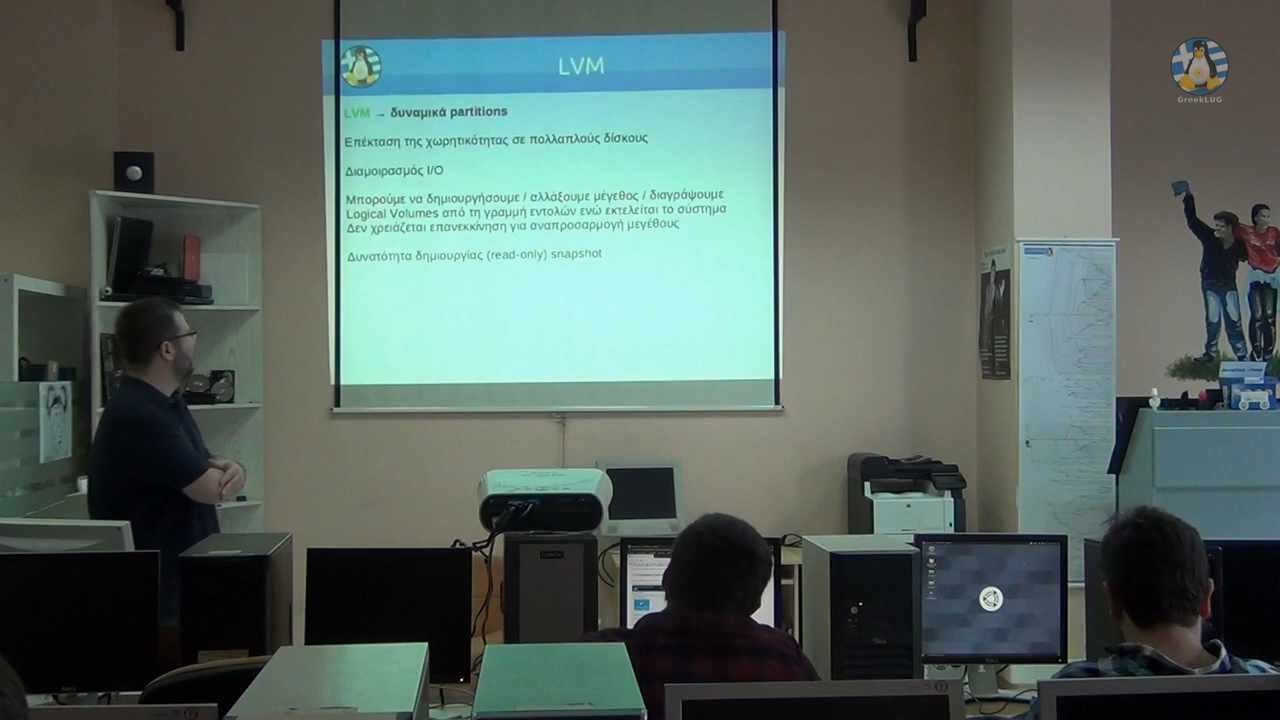 LVM
LVM → δυναμικά partitions
Επέκταση της χωρητικότητας σε πολλαπλούς δίσκους
Διαμοιρασμός I/O
Μπορούμε να δημιουργήσουμε / αλλάξουμε μέγεθος / διαγράψουμε
Logical Volumes από τη γραμμή εντολών ενώ εκτελείται το σύστημα
Δεν χρειάζεται επανεκκίνηση για αναπροσαρμογή μεγέθους
Δυνατότητα δημιουργίας (read-only) snapshot
GreekLUG